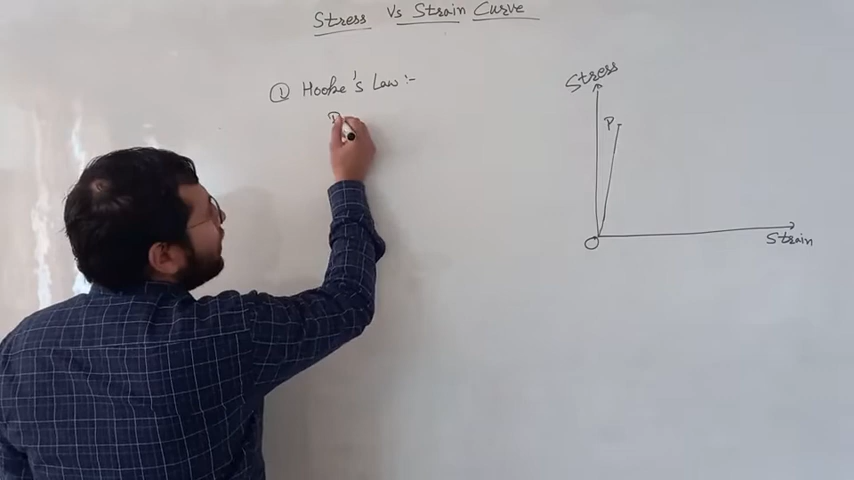 Stress Vs Strain Curve
① Hooke's Law :-
Stress
P
O
Strain